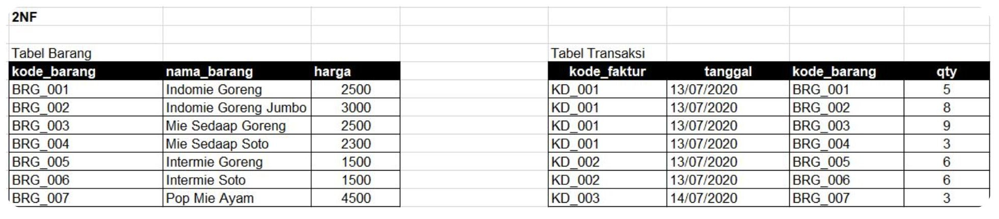 2NF
Tabel Barang Tabel Transaksi
kode_barang nama_barang harga kode_faktur tanggal kode_barang qty
BRG_001 Indomie Goreng 2500 KD_001 13/07/2020 BRG_001 5
BRG_002 Indomie Goreng Jumbo 3000 KD_001 13/07/2020 BRG_002 8
BRG_003 Mie Sedaap Goreng 2500 KD_001 13/07/2020 BRG_003 9
BRG_004 Mie Sedaap Soto 2300 KD_001 13/07/2020 BRG_004 3
BRG_005 Intermie Goreng 1500 KD_002 13/07/2020 BRG_005 6
BRG_006 Intermie Soto 1500 KD_002 13/07/2020 BRG_006 6
BRG_007 Pop Mie Ayam 4500 KD_003 14/07/2020 BRG_007 3